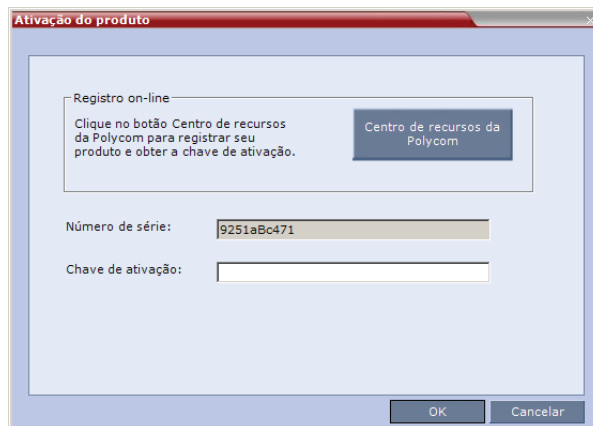 Ativação do produto
Registro on-line
Clique no botão Centro de recursos
da Polycom para registrar seu
produto e obter a chave de ativação.
Centro de recursos da
Polycom
Número de série:
9251aBc471
Chave de ativação:
OK
Cancelar